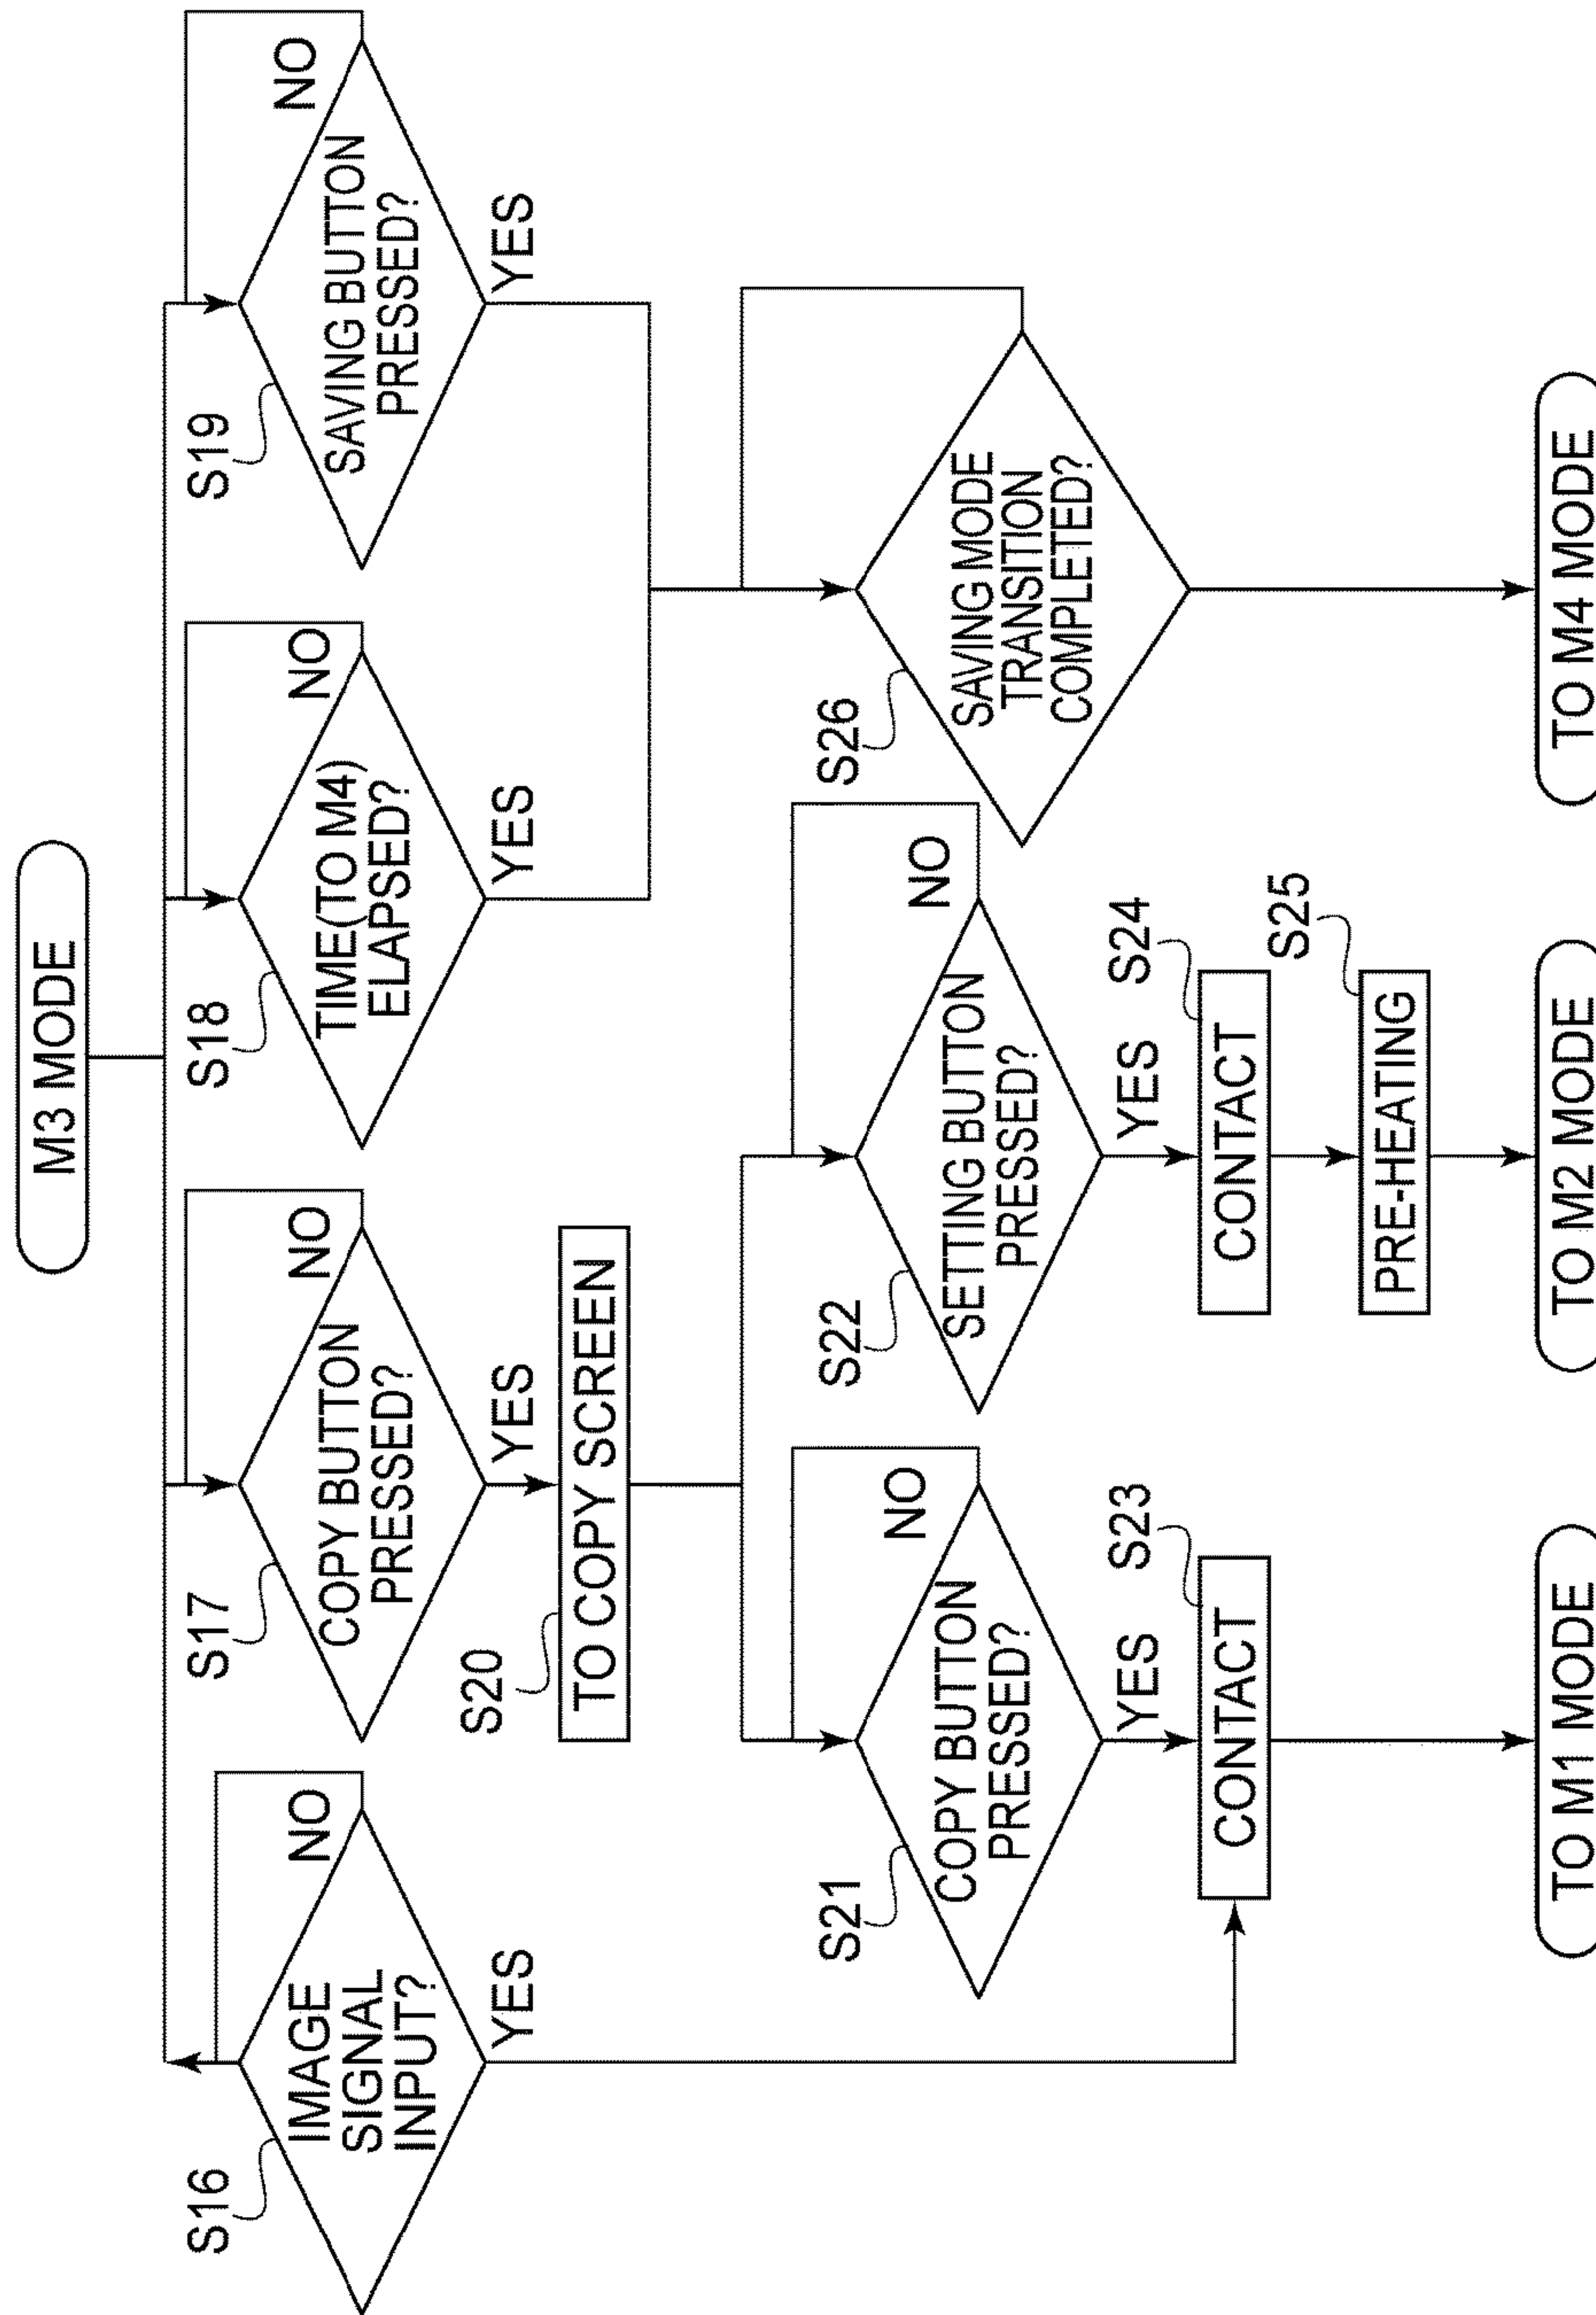 M3 MODE
S16
IMAGE
SIGNAL
INPUT?
NO
YES
S17
COPY BUTTON
PRESSED?
NO
YES
S18
TIME(TO M4)
ELAPSED?
NO
YES
S19
SAVING BUTTON
PRESSED?
NO
YES
S20
TO COPY SCREEN
S21
COPY BUTTON
PRESSED?
NO
YES
S22
SETTING BUTTON
PRESSED?
NO
YES
S26
SAVING MODE
TRANSITION
COMPLETED?
S23
CONTACT
S24
CONTACT
S25
PRE-HEATING
TO M1 MODE
TO M2 MODE
TO M4 MODE